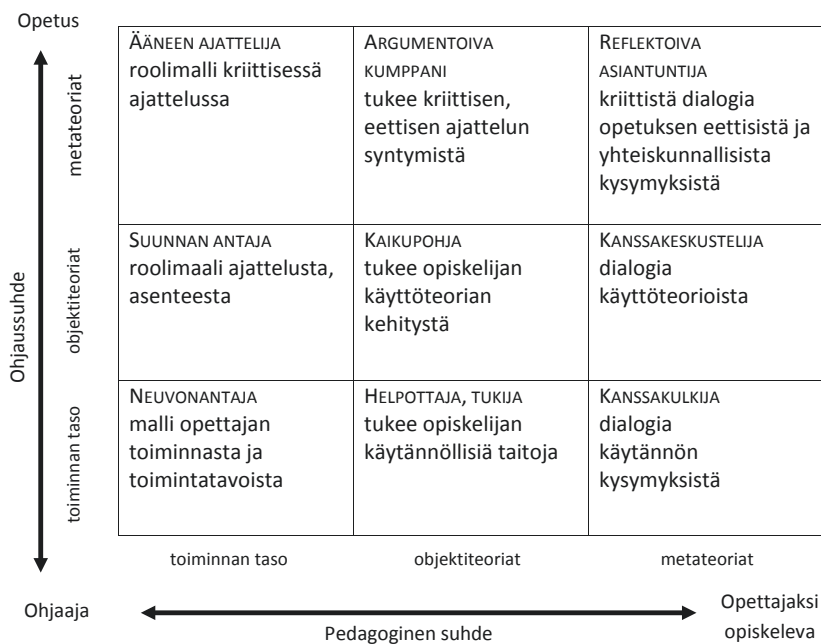 Opetus
ÄÄNEEN AJATTELIJA
roolimalli kriittisessä
ajattelussa
ARGUMENTOIVA
KUMPPANI
tukee kriittisen,
eettisen ajattelun
syntymistä
REFLEKTOIVA
ASIANTUNTIJA
kriittistä dialogia
opetuksen eettisistä ja
yhteiskunnallisista
kysymyksistä
metateoriat
SUUNNAN ANTAJA
roolimaali ajattelusta,
asenteesta
KAIKUPOHJA
tukee opiskelijan
käyttöteorian
kehitystä
KANSSAKESKUSTELIJA
dialogia
käyttöteorioista
objektiteoriat
Ohjaussuhde
NEUVONANTAJA
malli opettajan
toiminnasta ja
toimintatavoista
HELPOTTAJA, TUKIJA
tukee opiskelijan
käytännöllisiä taitoja
KANSSAKULKIJA
dialogia
käytännön
kysymyksistä
toiminnan taso
toiminnan taso
objektiteoriat
metateoriat
Ohjaaja
Pedagoginen suhde
Opettajaksi
opiskeleva